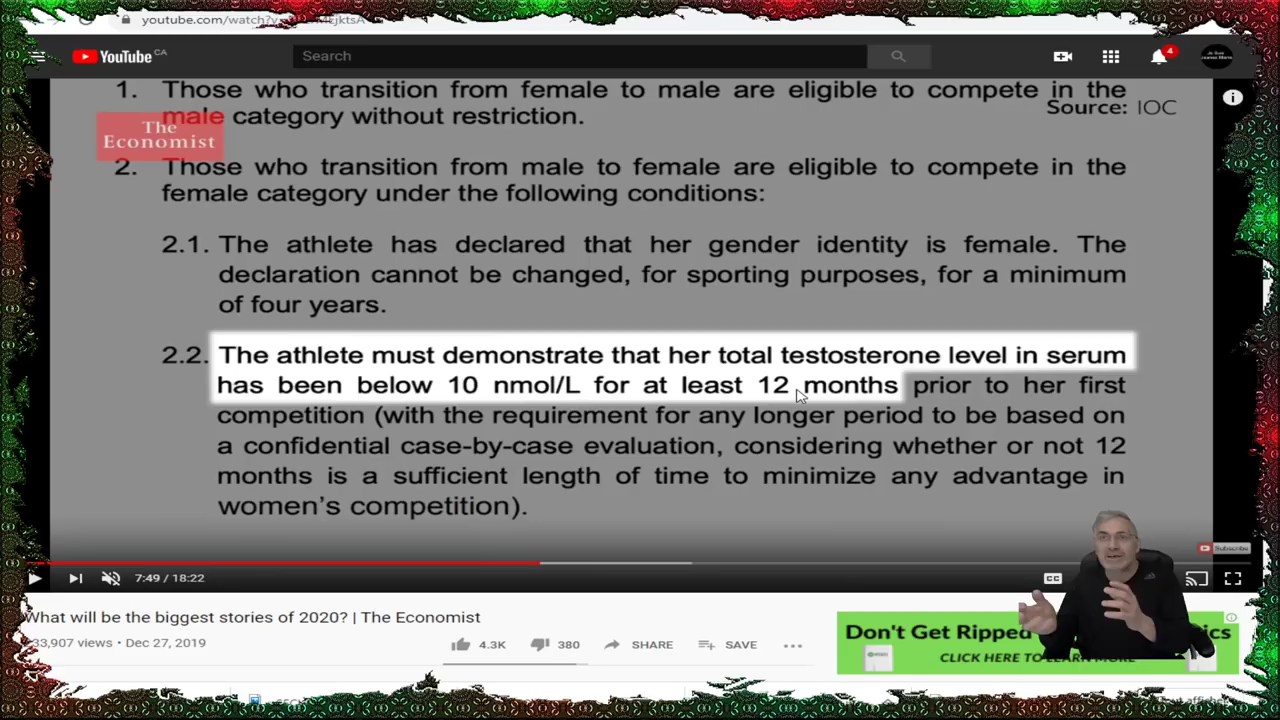 youtube.com/watch?v
YouTube CA
Search
4
1. Those who transition from female to male are eligible to compete in the
male category without restriction.
Source: IOC
The
Economist
2. Those who transition from male to female are eligible to compete in the
female category under the following conditions:
2.1. The athlete has declared that her gender identity is female. The
declaration cannot be changed, for sporting purposes, for a minimum
of four years.
2.2. The athlete must demonstrate that her total testosterone level in serum
has been below 10 nmol/L for at least 12 months prior to her first
competition (with the requirement for any longer period to be based on
a confidential case-by-case evaluation, considering whether or not 12
months is a sufficient length of time to minimize any advantage in
women's competition).
Subscribe
7:49 / 18:22
CC
What will be the biggest stories of 2020? | The Economist
33,907 views • Dec 27, 2019
4.3K
380
SHARE
SAVE
Don't Get Ripped
CLICK HERE TO LEARN MORE